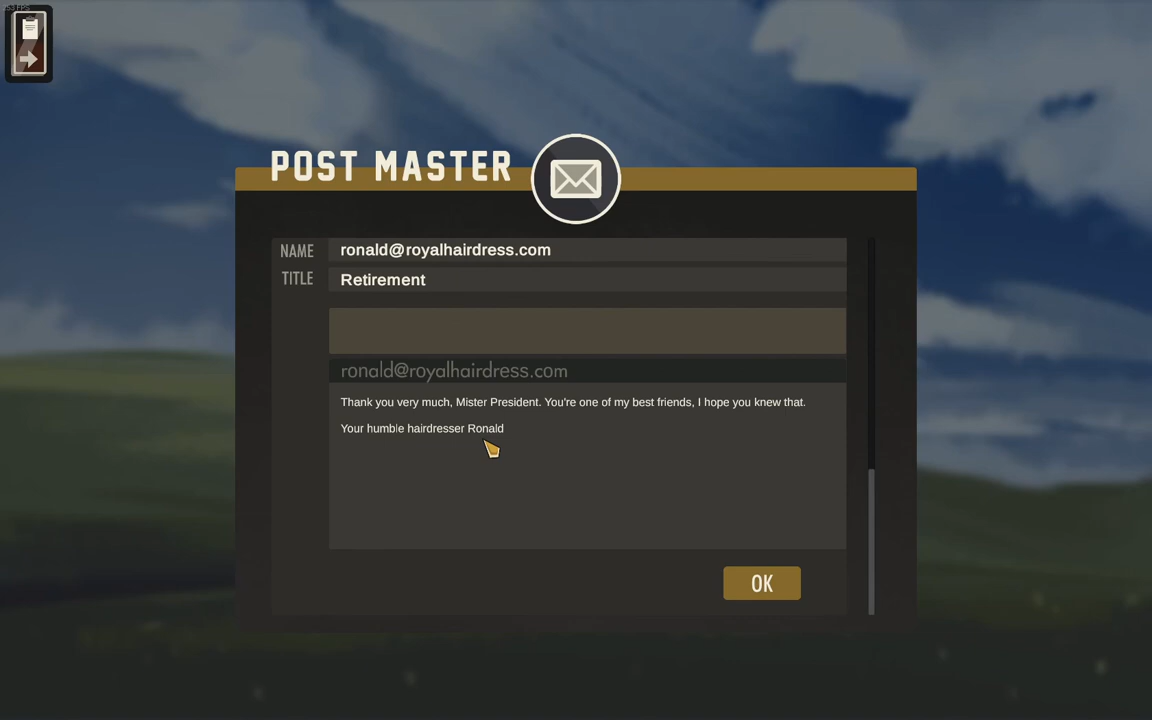 POST MASTER
NAME ronald@royalhairdress.com
TITLE Retirement
ronald@royalhairdress.com
Thank you very much, Mister President. You're one of my best friends, I hope you knew that.
Your humble hairdresser Ronald
OK